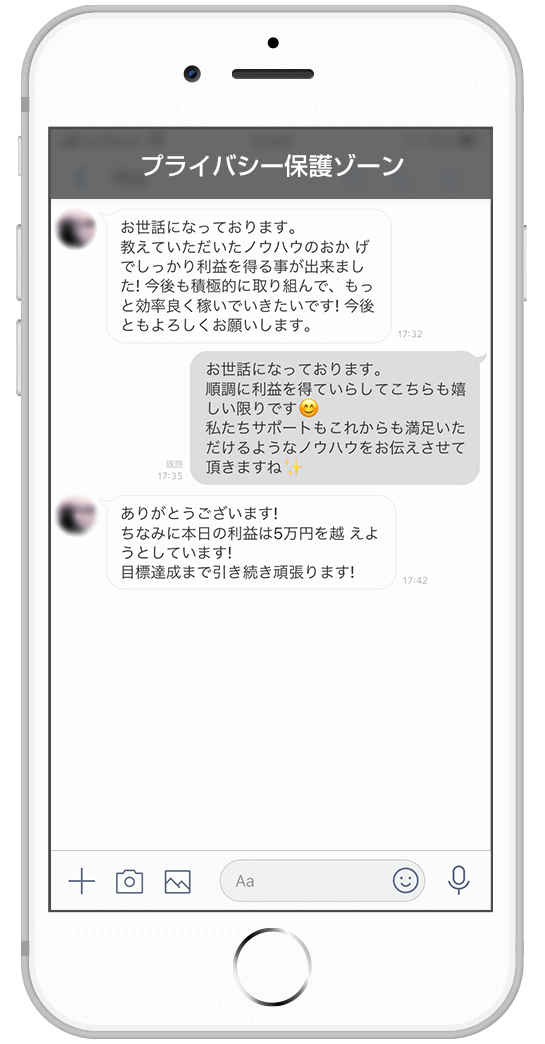 プライバシー保護ゾーン
お世話になっております。
教えていただいたノウハウのおか げ
でしっかり利益を得る事が出来まし
た! 今後も積極的に取り組んで、もっ
と効率良く稼いでいきたいです! 今後
ともよろしくお願いします。
17:32
お世話になっております。
順調に利益を得ていらしてこちらも嬉
しい限りです😊
私たちサポートもこれからも満足いた
だけるようなノウハウをお伝えさせて
頂きますね✨
既読
17:35
ありがとうございます!
ちなみに本日の利益は5万円を越 えよ
うとしています!
目標達成まで引き続き頑張ります!
17:42
Aa